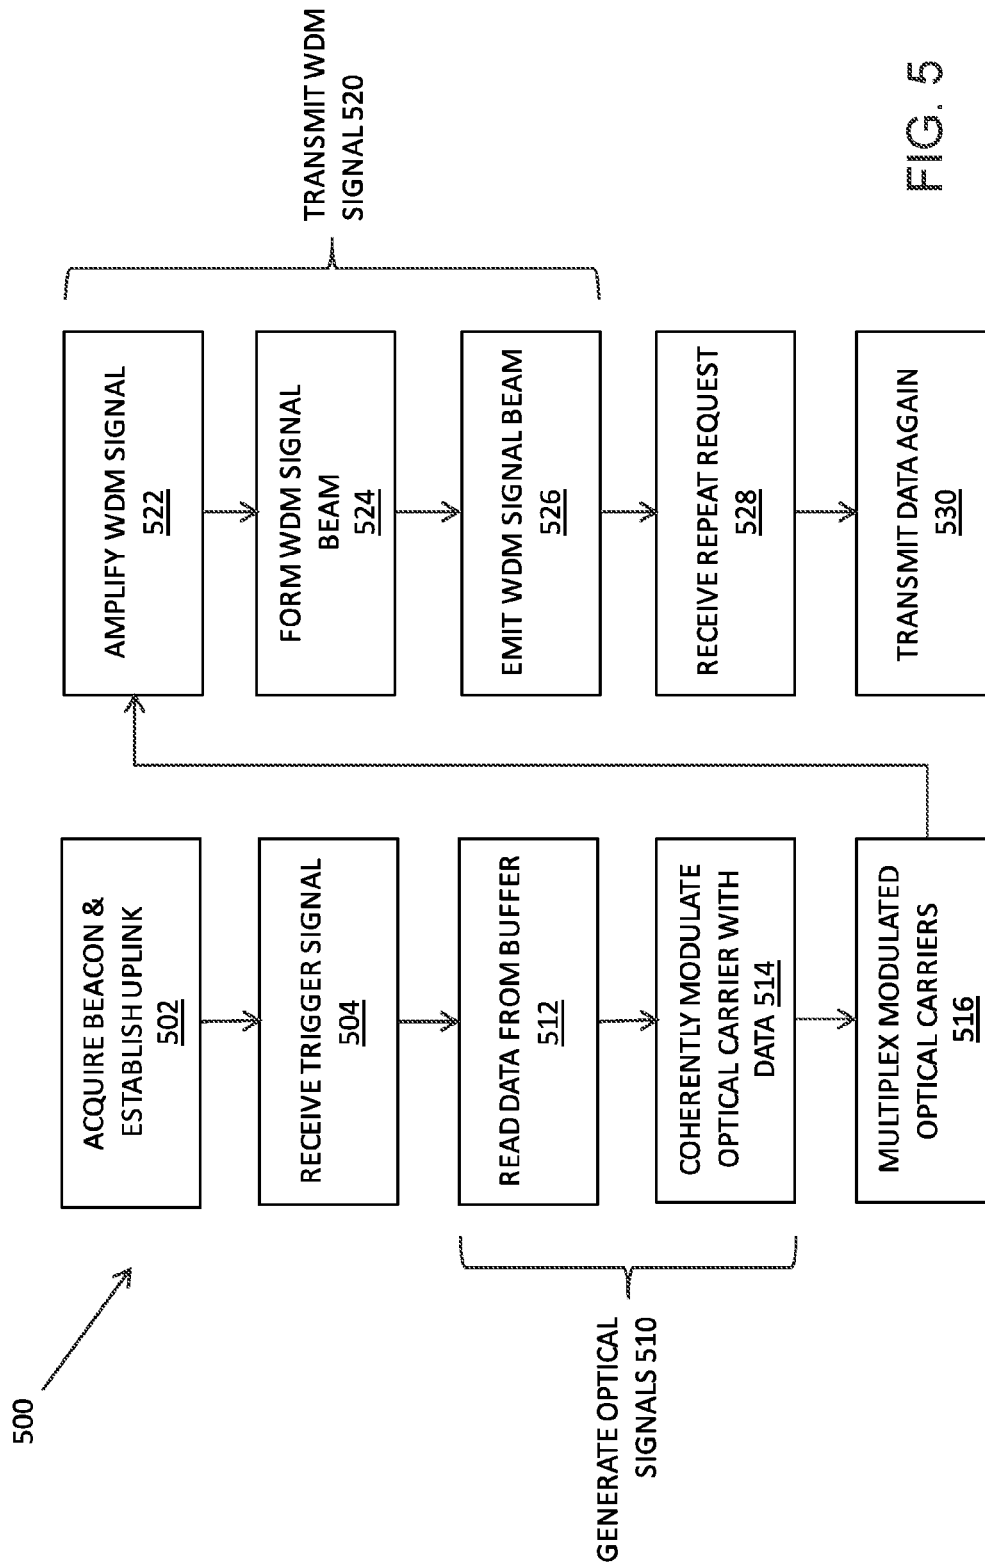 500
ACQUIRE BEACON &
ESTABLISH UPLINK
502
RECEIVE TRIGGER SIGNAL
504
READ DATA FROM BUFFER
512
COHERENTLY MODULATE
OPTICAL CARRIER WITH
DATA 514
MULTIPLEX MODULATED
OPTICAL CARRIERS
516
GENERATE OPTICAL
SIGNALS 510
AMPLIFY WDM SIGNAL
522
FORM WDM SIGNAL
BEAM
524
EMIT WDM SIGNAL BEAM
526
RECEIVE REPEAT REQUEST
528
TRANSMIT DATA AGAIN
530
TRANSMIT WDM
SIGNAL 520
FIG. 5